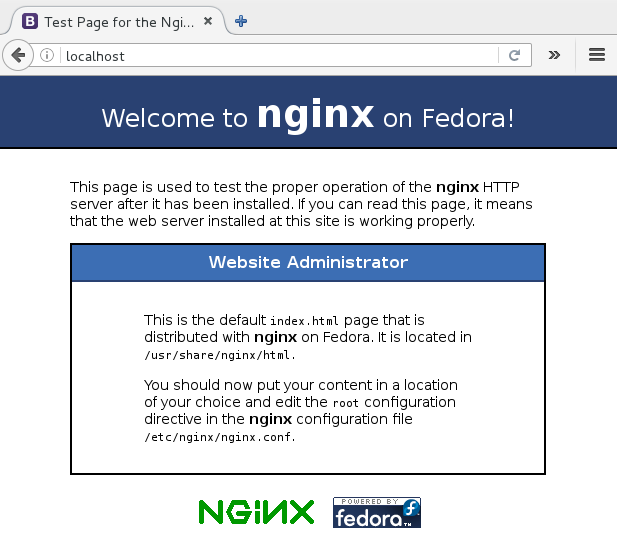 B Test Page for the Ngi... ×
localhost
Welcome to nginx on Fedora!
This page is used to test the proper operation of the nginx HTTP
server after it has been installed. If you can read this page, it means
that the web server installed at this site is working properly.
Website Administrator
This is the default index.html page that is
distributed with nginx on Fedora. It is located in
/usr/share/nginx/html.
You should now put your content in a location
of your choice and edit the root configuration
directive in the nginx configuration file
/etc/nginx/nginx.conf.
NGiNX
POWERED BY
fedora™